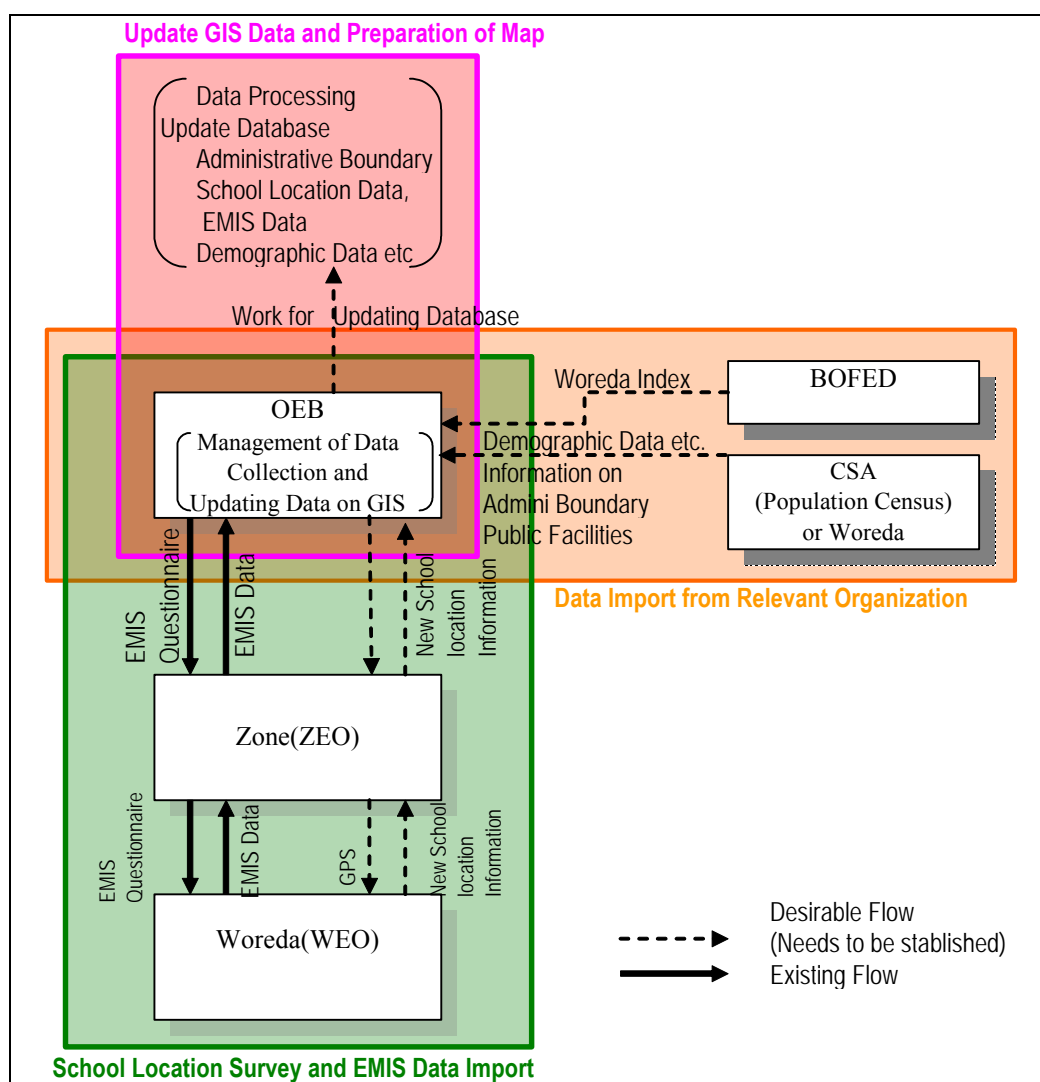 Update GIS Data and Preparation of Map
Data Processing
Update Database
Administrative Boundary
School Location Data,
EMIS Data
Demographic Data etc
Work for Updating Database
OEB
Management of Data
Collection and
Updating Data on GIS
Woreda Index
BOFED
Demographic Data etc.
Information on
Admini Boundary
Public Facilities
CSA
(Population Census)
or Woreda
Data Import from Relevant Organization
EMIS
Questionnaire
EMIS Data
New School
location
Information
Zone(ZEO)
EMIS
Questionnaire
EMIS Data
GPS
New School
location
Information
Woreda(WEO)
Desirable Flow
(Needs to be stablished)
Existing Flow
School Location Survey and EMIS Data Import